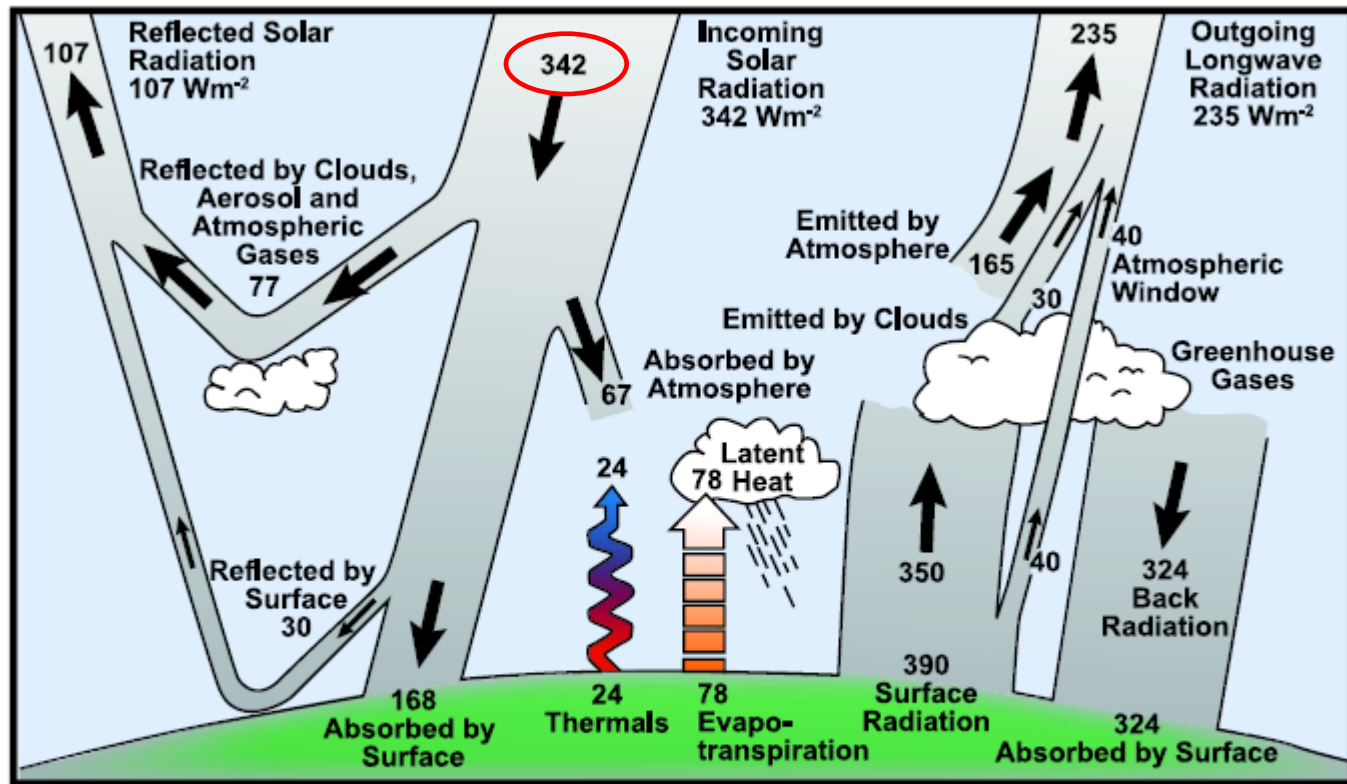 107
Reflected Solar
Radiation
107 Wm-2
342
Incoming
Solar
Radiation
342 Wm-2
235
Outgoing
Longwave
Radiation
235 Wm-2
Reflected by Clouds,
Aerosol and
Atmospheric
Gases
77
Emitted by
Atmosphere
165
40
Atmospheric
Window
30
Emitted by Clouds
Greenhouse
Gases
Absorbed by
Atmosphere
67
24
78
Latent
Heat
Reflected by
Surface
30
350
40
324
Back
Radiation
168
Absorbed by
Surface
24
Thermals
78
Evapo-
transpiration
390
Surface
Radiation
324
Absorbed by Surface